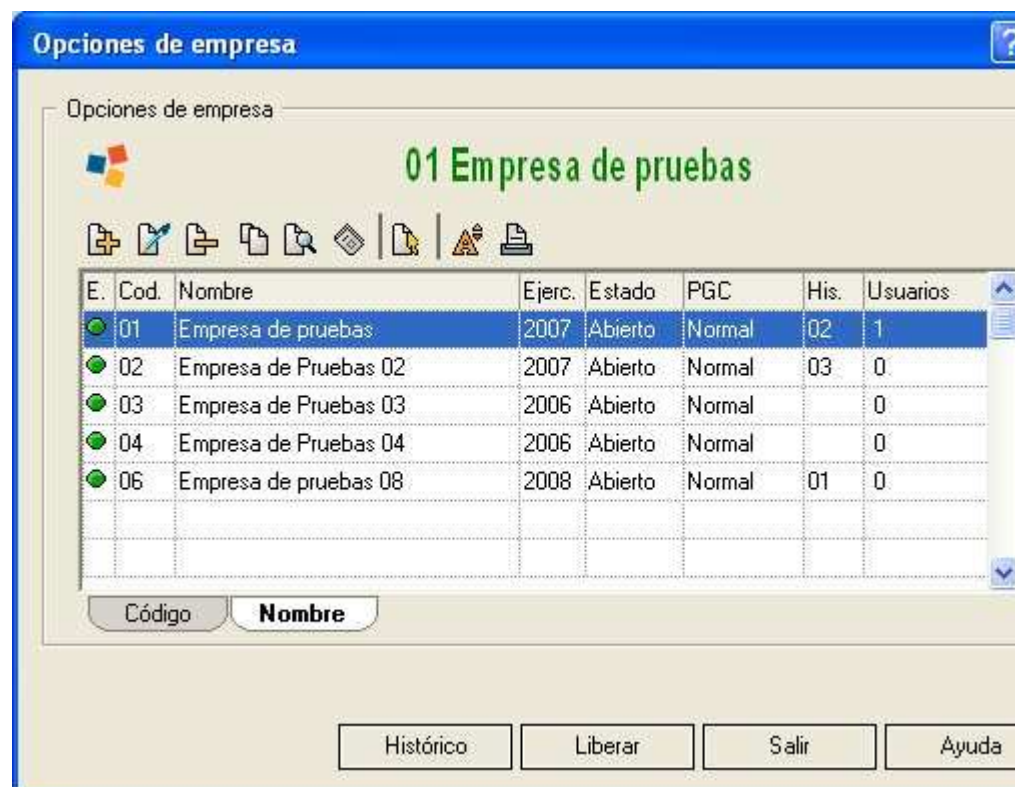 Opciones de empresa
?
Opciones de empresa
01 Empresa de pruebas
E. Cod. Nombre Ejerc. Estado PGC His. Usuarios
01 Empresa de pruebas 2007 Abierto Normal 02 1
02 Empresa de Pruebas 02 2007 Abierto Normal 03 0
03 Empresa de Pruebas 03 2006 Abierto Normal 0
04 Empresa de Pruebas 04 2006 Abierto Normal 0
06 Empresa de pruebas 08 2008 Abierto Normal 01 0
Código Nombre
Histórico Liberar Salir Ayuda